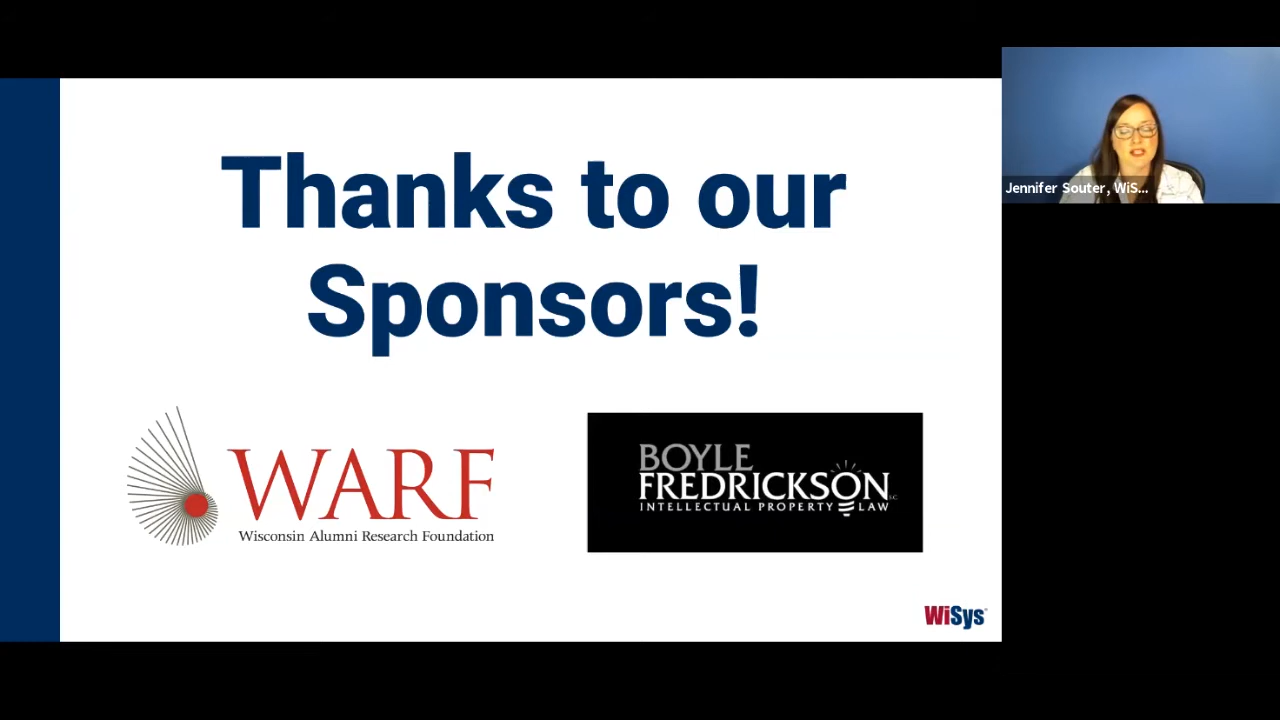 Thanks to our
Sponsors!
Jennifer Souter, WiS...
WARF
Wisconsin Alumni Research Foundation
BOYLE
FREDRICKSON S.C.
INTELLECTUAL PROPERTY LAW
WiSys